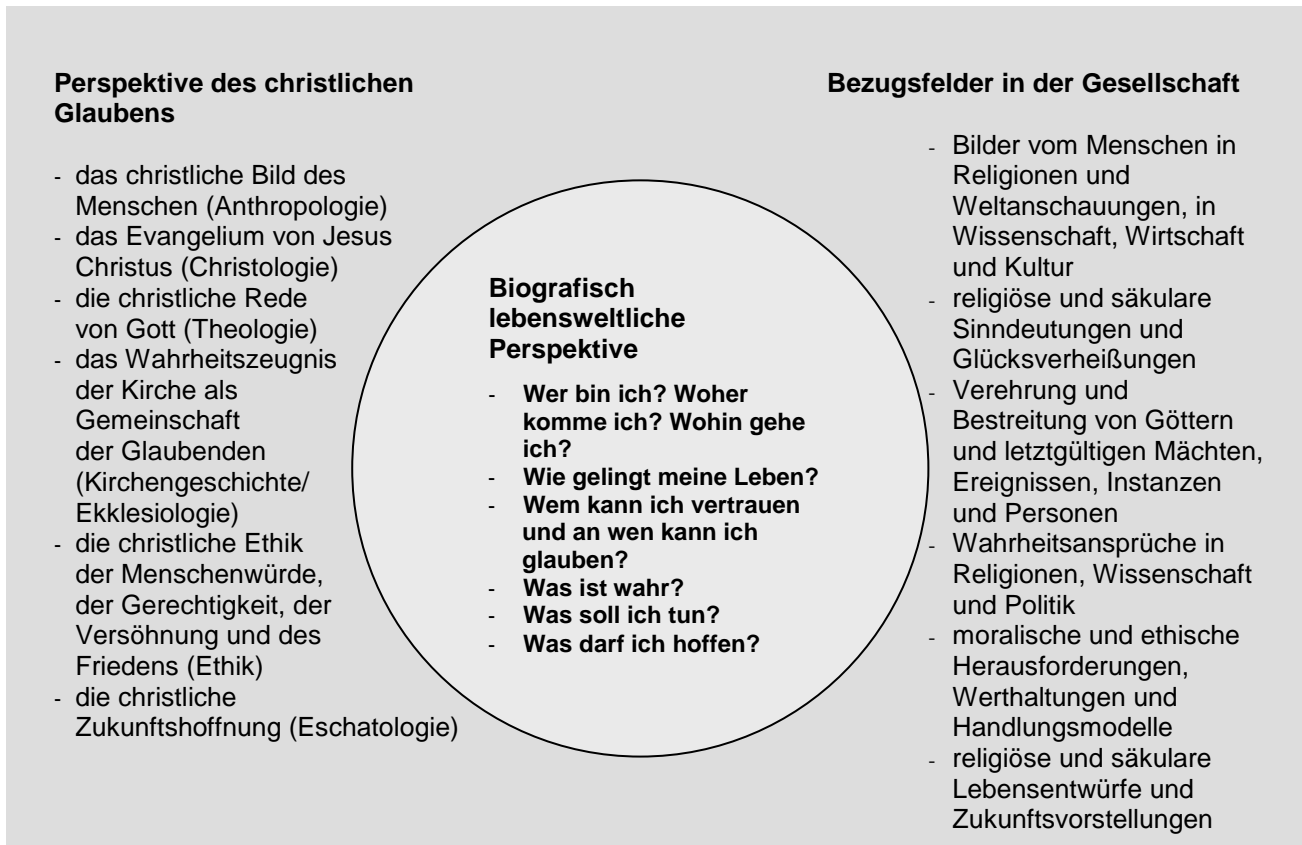 Perspektive des christlichen
Glaubens
- das christliche Bild des
Menschen (Anthropologie)
- das Evangelium von Jesus
Christus (Christologie)
- die christliche Rede
von Gott (Theologie)
- das Wahrheitszeugnis
der Kirche als
Gemeinschaft
der Glaubenden
(Kirchengeschichte/
Ekklesiologie)
- die christliche Ethik
der Menschenwürde,
der Gerechtigkeit, der
Versöhnung und des
Friedens (Ethik)
- die christliche
Zukunftshoffnung (Eschatologie)
Biografisch
lebensweltliche
Perspektive
- Wer bin ich? Woher
komme ich? Wohin gehe
ich?
- Wie gelingt meine Leben?
- Wem kann ich vertrauen
und an wen kann ich
glauben?
- Was ist wahr?
- Was soll ich tun?
- Was darf ich hoffen?
Bezugsfelder in der Gesellschaft
- Bilder vom Menschen in
Religionen und
Weltanschauungen, in
Wissenschaft, Wirtschaft
und Kultur
- religiöse und säkulare
Sinndeutungen und
Glücksverheißungen
- Verehrung und
Bestreitung von Göttern
und letztgültigen Mächten,
Ereignissen, Instanzen
und Personen
- Wahrheitsansprüche in
Religionen, Wissenschaft
und Politik
- moralische und ethische
Herausforderungen,
Werthaltungen und
Handlungsmodelle
- religiöse und säkulare
Lebensentwürfe und
Zukunftsvorstellungen